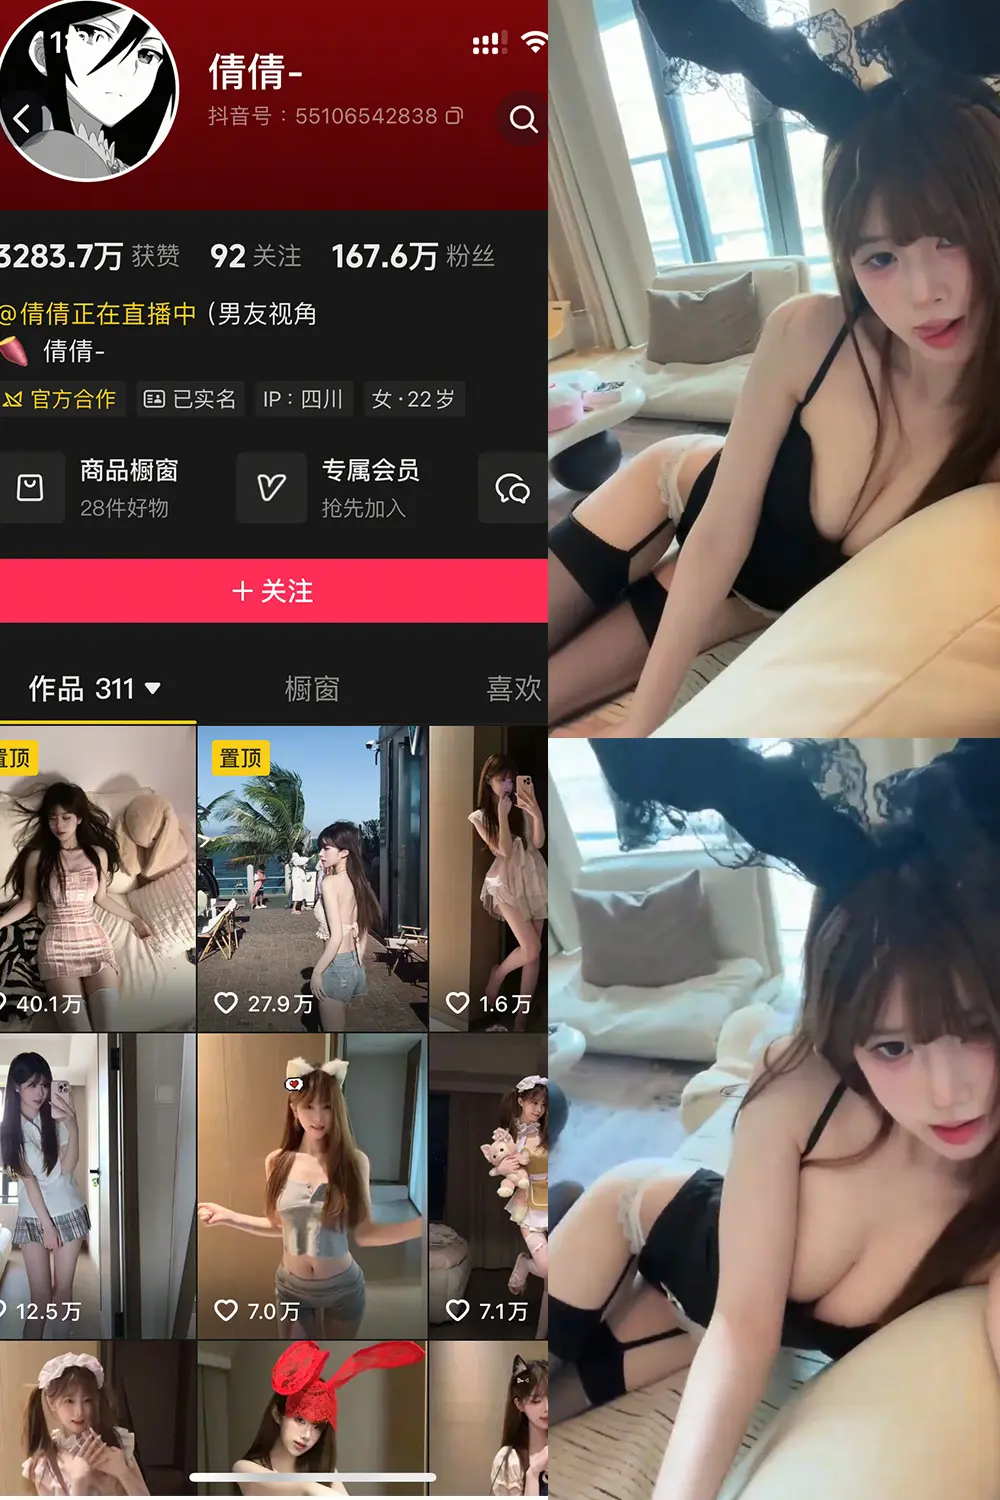 倩倩-
抖音号：55106542838
3283.7万 获赞 92 关注 167.6万 粉丝
@倩倩正在直播中（男友视角
倩倩-
官方合作 已实名 IP：四川 女·22岁
商品橱窗 专属会员
28件好物 抢先加入
+ 关注
作品 311 橱窗 喜欢
置顶 置顶
40.1万 27.9万 1.6万
12.5万 7.0万 7.1万